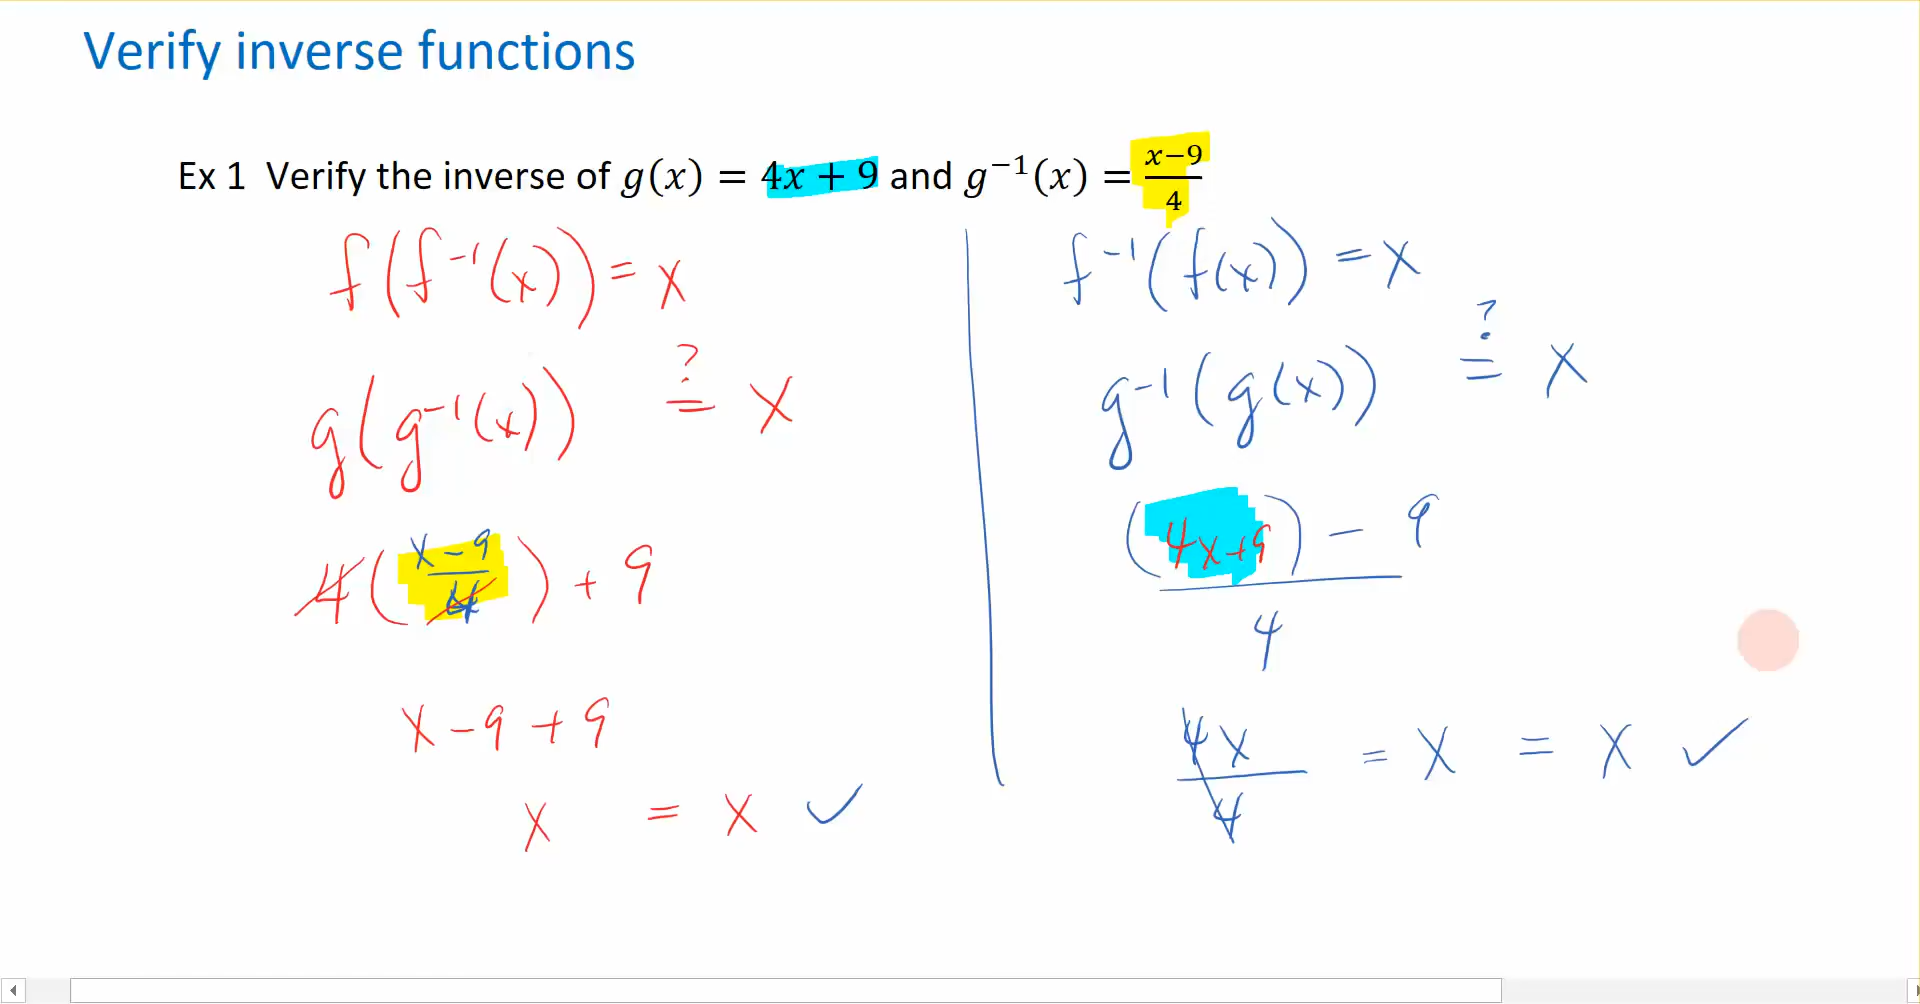 Verify inverse functions
Ex 1 Verify the inverse of g(x) = 4x + 9 and g⁻¹(x) = (x−9)/4
f(f⁻¹(x)) = x
g(g⁻¹(x)) ≟ x
4((x−9)/4) + 9
x − 9 + 9
x = x ✓
f⁻¹(f(x)) = x
g⁻¹(g(x)) ≟ x
((4x+9) − 9)/4
4x/4 = x = x ✓